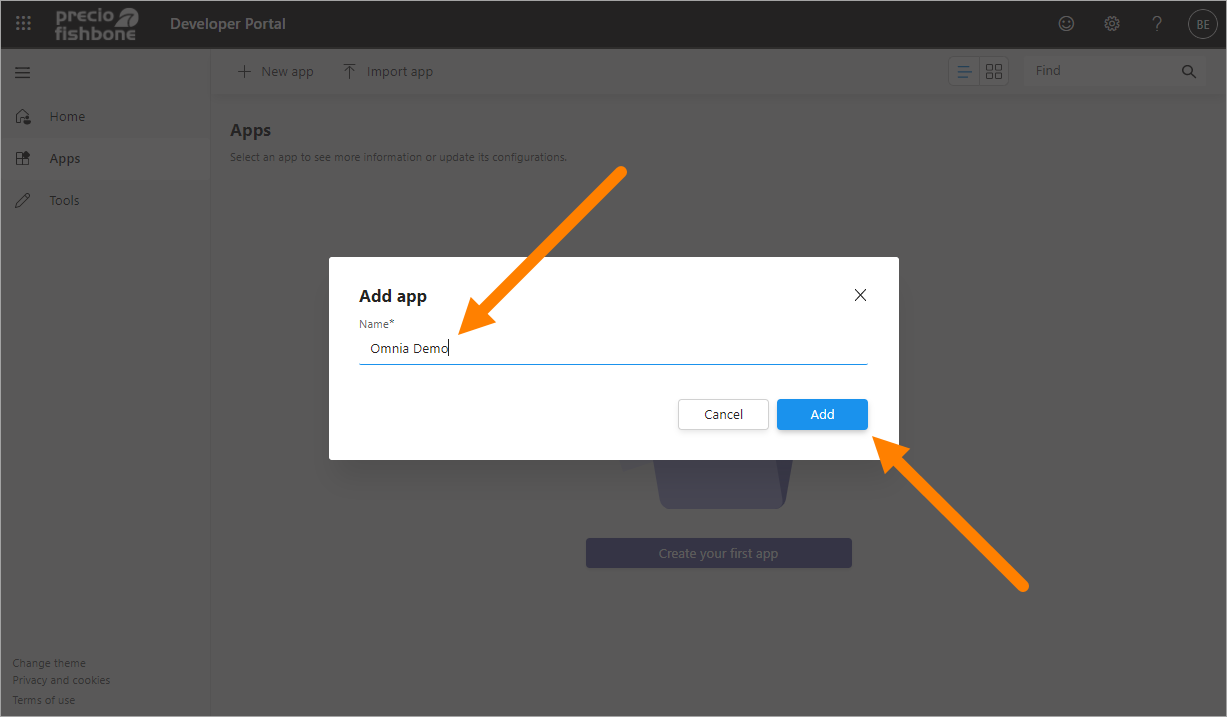 precio fishbone
Developer Portal
BE
New app
Import app
Find
Home
Apps
Tools
Apps
Select an app to see more information or update its configurations.
Add app
Name*
Omnia Demo
Cancel
Add
Create your first app
Change theme
Privacy and cookies
Terms of use